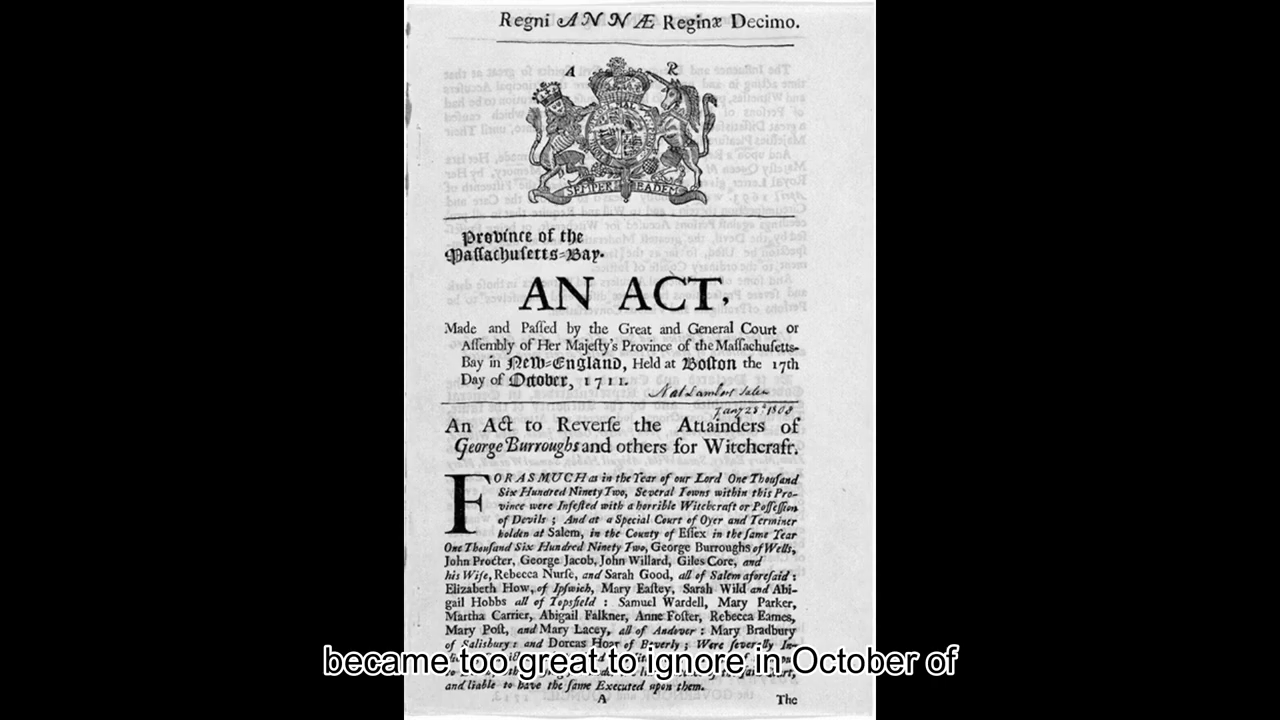 Regni ANNÆ Reginæ Decimo.
A R
SEMPER EADEM
Province of the
Maſſachuſetts-Bay.
AN ACT,
Made and Paſſed by the Great and General Court or
Aſſembly of Her Majeſty's Province of the Maſſachuſetts-
Bay in New-England, Held at Boſton the 17th
Day of October, 1711.
Jany 28
An Act to Reverſe the Attainders of
George Burroughs and others for Witchcraft.
FORASMUCH as in the Year of our Lord One Thouſand
Six Hundred Ninety Two, Several Towns within this Pro-
vince were Infeſted with a horrible Witchcraft or Poſſeſſion
of Devils ; And at a Special Court of Oyer and Terminer
holden at Salem, in the County of Eſſex in the ſame Year
One Thouſand Six Hundred Ninety Two, George Burroughs of Wells,
John Procter, George Jacob, John Willard, Giles Core, and
his Wife, Rebecca Nurſe, and Sarah Good, all of Salem aforeſaid :
Elizabeth How, of Ipſwich, Mary Eaſtey, Sarah Wild and Abi-
gail Hobbs all of Topsfield : Samuel Wardell, Mary Parker,
Martha Carrier, Abigail Falkner, Anne Foſter, Rebecca Eames,
Mary Poſt, and Mary Lacey, all of Andover : Mary Bradbury
of Salisbury : and Dorcas Hoar of Beverly ; Were ſeverally In-
became too great to ignore in October of
and liable to have the ſame Executed upon them.
A The